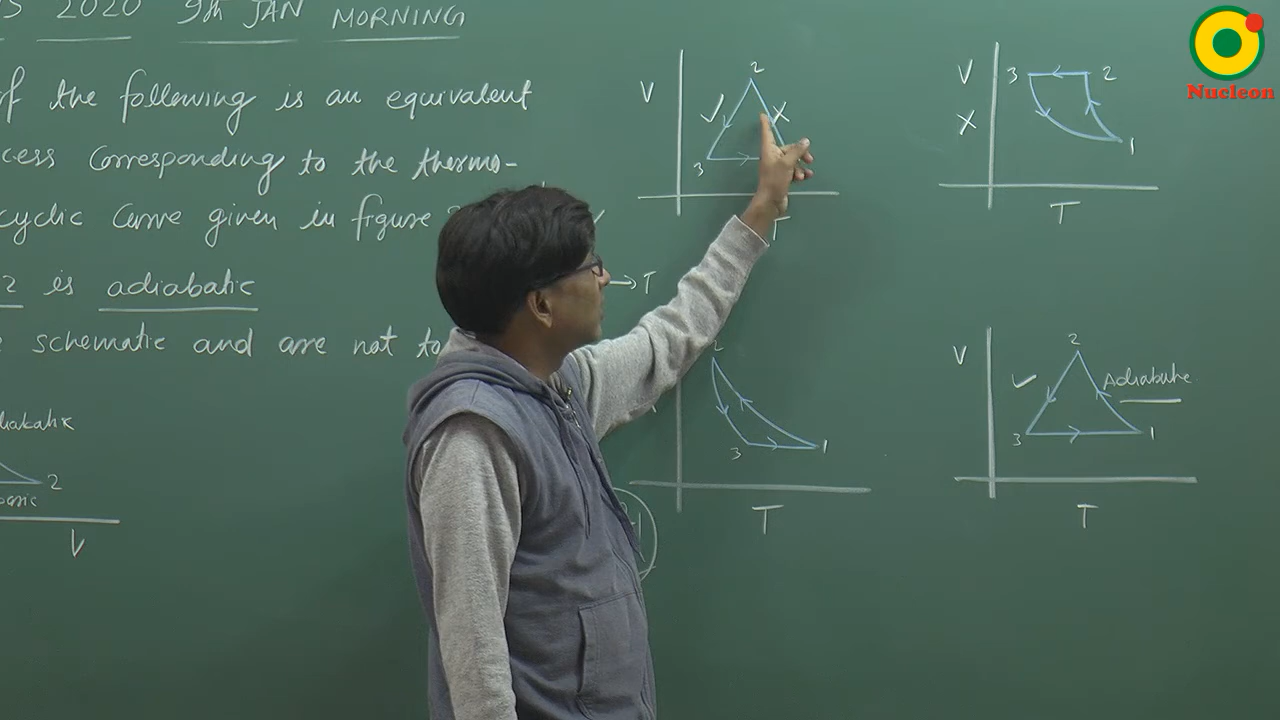 2020 9th JAN MORNING
of the following is an equivalent
cess corresponding to the thermo-
cyclic curve given in figure
2 is adiabatic
schematic and are not to
diabatic
2
V
V
2
3
X
→ T
V
X
3
2
1
T
2
3
1
T
V
2
3
1
Adiabatic
T
Nucleon